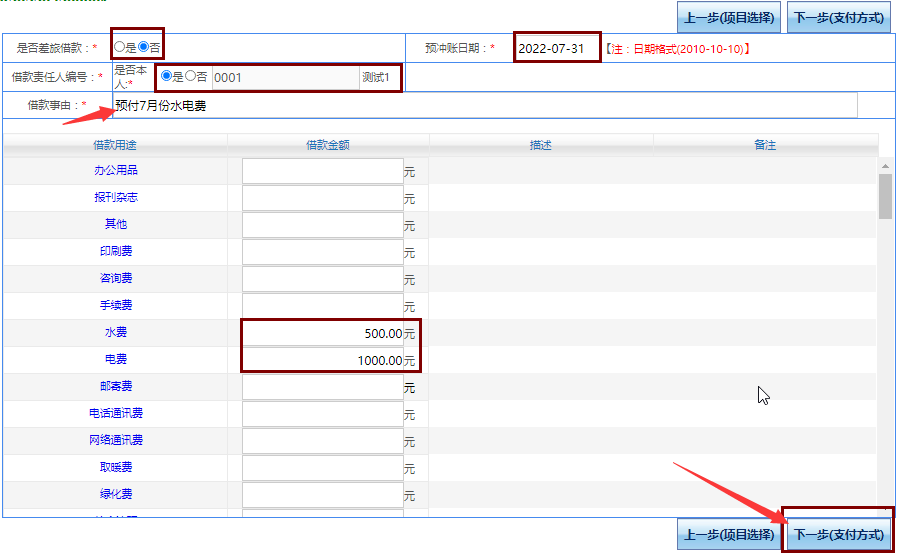 上一步(项目选择) 下一步(支付方式)
是否差旅借款：* 是 否 预冲账日期：* 2022-07-31 【注：日期格式(2010-10-10)】
借款责任人编号：* 是否本人:* 是 否 0001 测试1
借款事由：* 预付7月份水电费
借款用途 借款金额 描述 备注
办公用品 元
报刊杂志 元
其他 元
印刷费 元
咨询费 元
手续费 元
水费 500.00 元
电费 1000.00 元
邮寄费 元
电话通讯费 元
网络通讯费 元
取暖费 元
绿化费 元
上一步(项目选择) 下一步(支付方式)